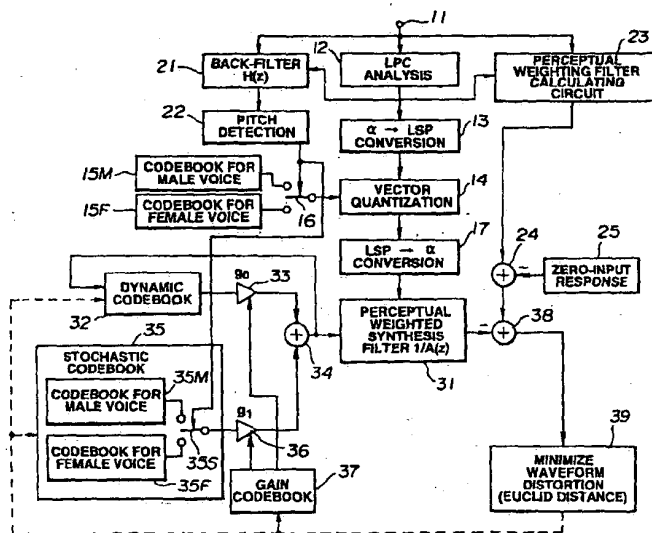 11
21
BACK-FILTER
H(z)
12
LPC
ANALYSIS
23
PERCEPTUAL
WEIGHTING FILTER
CALCULATING
CIRCUIT
22
PITCH
DETECTION
α → LSP
CONVERSION
13
15M
CODEBOOK FOR
MALE VOICE
15F
CODEBOOK FOR
FEMALE VOICE
16
VECTOR
QUANTIZATION
14
LSP → α
CONVERSION
17
24
25
ZERO-INPUT
RESPONSE
DYNAMIC
CODEBOOK
32
g0
33
34
PERCEPTUAL
WEIGHTED
SYNTHESIS
FILTER 1/A(z)
31
38
35
STOCHASTIC
CODEBOOK
35M
CODEBOOK FOR
MALE VOICE
CODEBOOK FOR
FEMALE VOICE
35F
35S
g1
36
GAIN
CODEBOOK
37
39
MINIMIZE
WAVEFORM
DISTORTION
(EUCLID DISTANCE)